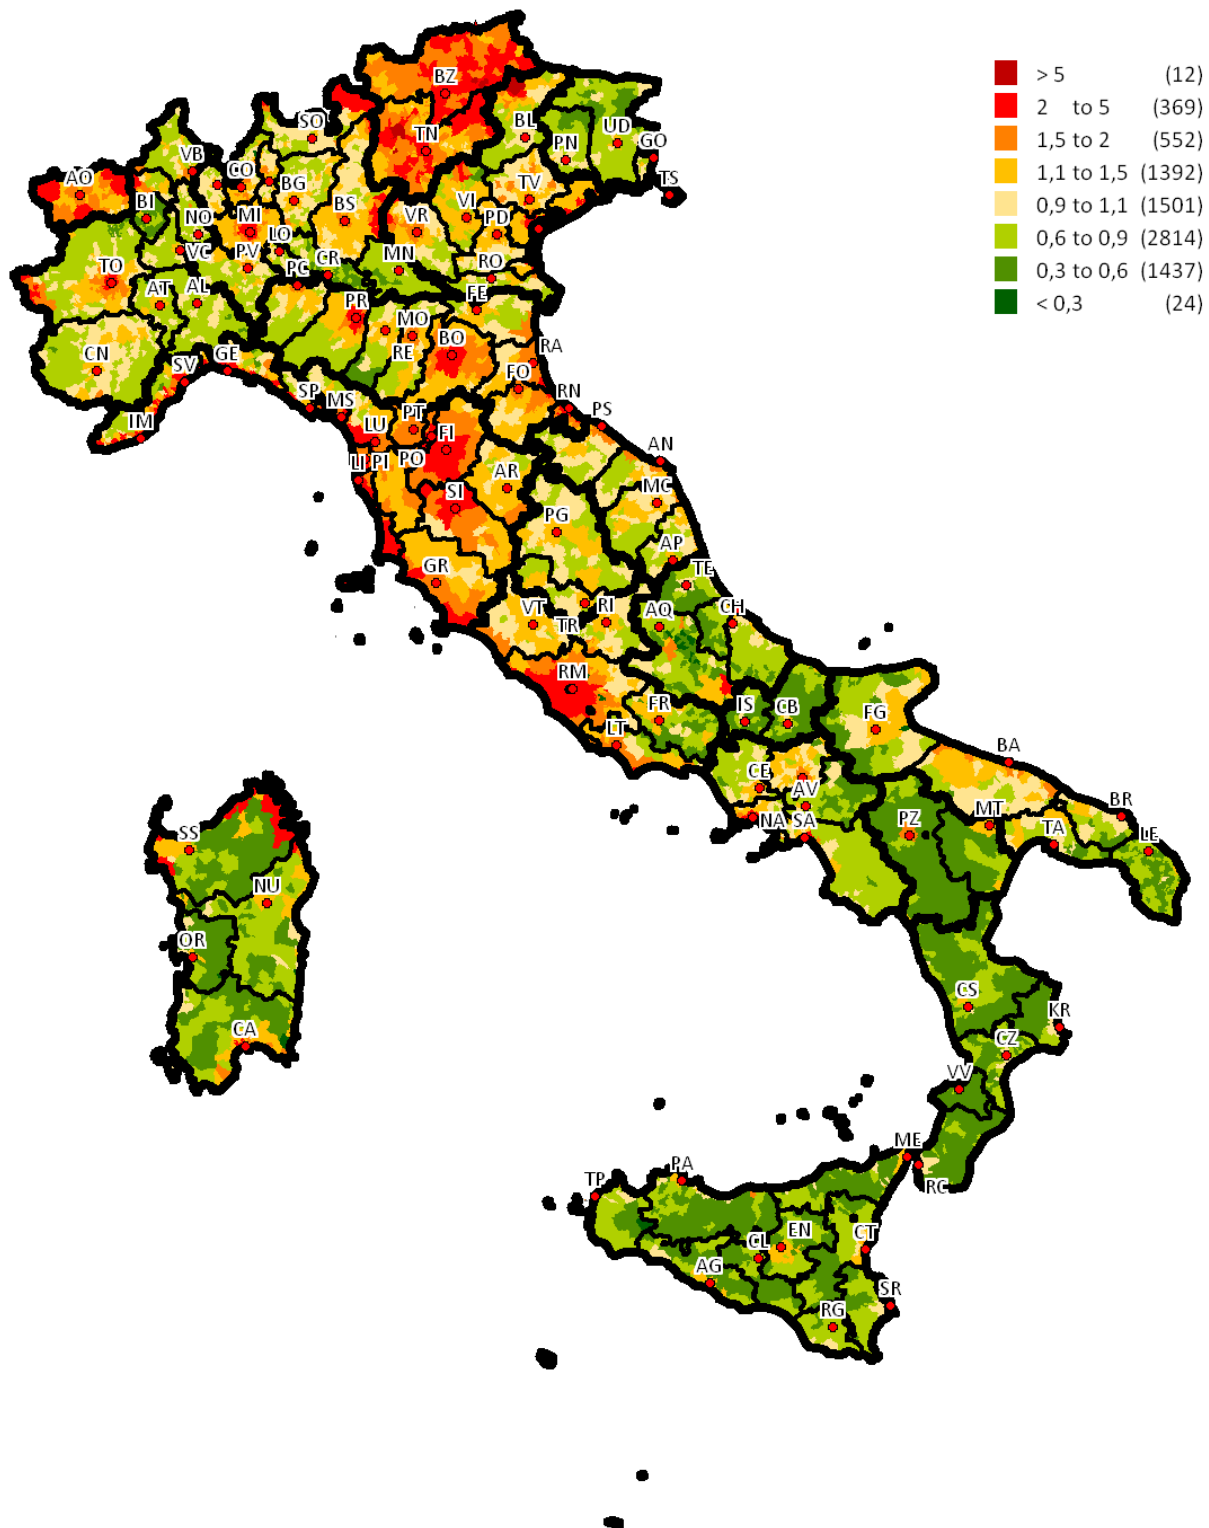 > 5 (12)
2 to 5 (369)
1,5 to 2 (552)
1,1 to 1,5 (1392)
0,9 to 1,1 (1501)
0,6 to 0,9 (2814)
0,3 to 0,6 (1437)
< 0,3 (24)
BZ
SO
TN
BL
UD
PN
GO
VB
CO
AO
BG
TV
TS
BI
NO
MI
BS
VR
VI
PD
LO
VC
PV
CR
MN
RO
TO
PC
AT
AL
FE
PR
MO
BO
RE
CN
GE
SV
RA
FO
SP
MS
RN
PS
IM
LU
PT
FI
AN
LI
PI
PO
AR
MC
SI
PG
AP
GR
TE
VT
TR
RI
AQ
CH
RM
FR
IS
CB
FG
LT
BA
CE
AV
NA
SA
PZ
MT
TA
BR
LE
SS
NU
OR
CA
CS
KR
CZ
VV
ME
RC
TP
PA
EN
CL
CT
AG
SR
RG